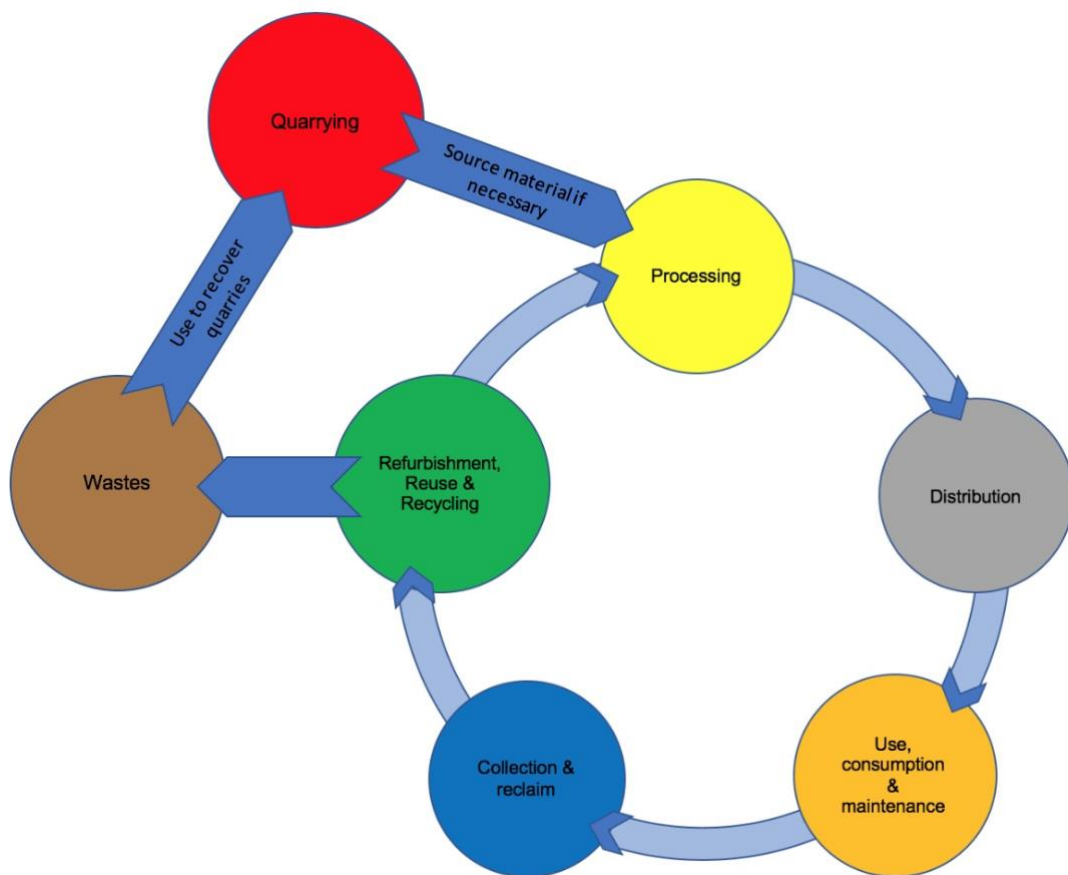 Quarrying
Source material if
necessary
Processing
Use to recover
quarries
Wastes
Refurbishment,
Reuse &
Recycling
Distribution
Collection &
reclaim
Use,
consumption
&
maintenance